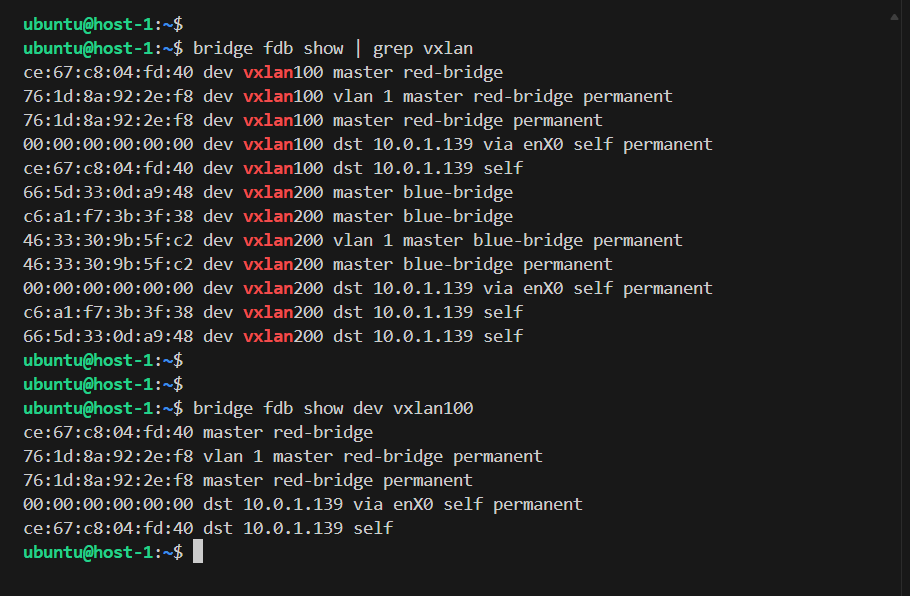 ubuntu@host-1:~$
ubuntu@host-1:~$ bridge fdb show | grep vxlan
ce:67:c8:04:fd:40 dev vxlan100 master red-bridge
76:1d:8a:92:2e:f8 dev vxlan100 vlan 1 master red-bridge permanent
76:1d:8a:92:2e:f8 dev vxlan100 master red-bridge permanent
00:00:00:00:00:00 dev vxlan100 dst 10.0.1.139 via enX0 self permanent
ce:67:c8:04:fd:40 dev vxlan100 dst 10.0.1.139 self
66:5d:33:0d:a9:48 dev vxlan200 master blue-bridge
c6:a1:f7:3b:3f:38 dev vxlan200 master blue-bridge
46:33:30:9b:5f:c2 dev vxlan200 vlan 1 master blue-bridge permanent
46:33:30:9b:5f:c2 dev vxlan200 master blue-bridge permanent
00:00:00:00:00:00 dev vxlan200 dst 10.0.1.139 via enX0 self permanent
c6:a1:f7:3b:3f:38 dev vxlan200 dst 10.0.1.139 self
66:5d:33:0d:a9:48 dev vxlan200 dst 10.0.1.139 self
ubuntu@host-1:~$
ubuntu@host-1:~$
ubuntu@host-1:~$ bridge fdb show dev vxlan100
ce:67:c8:04:fd:40 master red-bridge
76:1d:8a:92:2e:f8 vlan 1 master red-bridge permanent
76:1d:8a:92:2e:f8 master red-bridge permanent
00:00:00:00:00:00 dst 10.0.1.139 via enX0 self permanent
ce:67:c8:04:fd:40 dst 10.0.1.139 self
ubuntu@host-1:~$